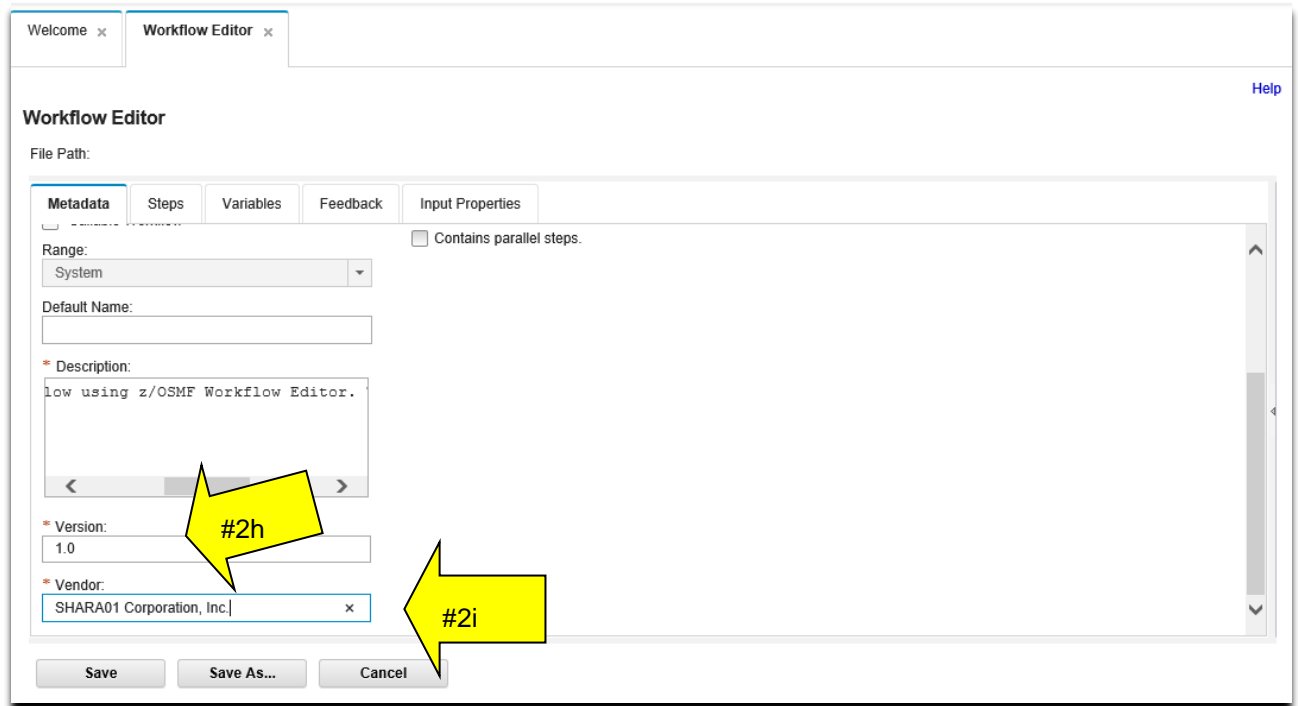 Welcome x
Workflow Editor x
Help
Workflow Editor
File Path:
Metadata Steps Variables Feedback Input Properties
Contains parallel steps.
Range:
System
Default Name:
* Description:
low using z/OSMF Workflow Editor.
* Version:
#2h
1.0
* Vendor:
SHARA01 Corporation, Inc. ×
#2i
Save Save As... Cancel